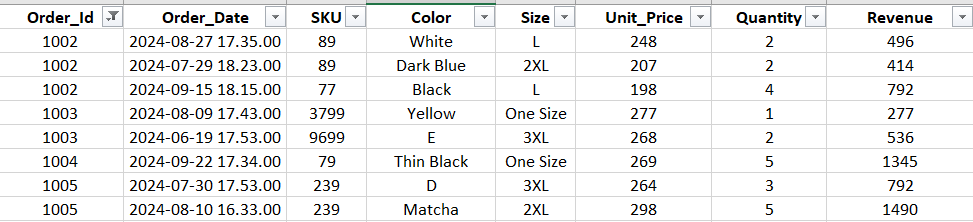 Order_Id Order_Date SKU Color Size Unit_Price Quantity Revenue
1002 2024-08-27 17.35.00 89 White L 248 2 496
1002 2024-07-29 18.23.00 89 Dark Blue 2XL 207 2 414
1002 2024-09-15 18.15.00 77 Black L 198 4 792
1003 2024-08-09 17.43.00 3799 Yellow One Size 277 1 277
1003 2024-06-19 17.53.00 9699 E 3XL 268 2 536
1004 2024-09-22 17.34.00 79 Thin Black One Size 269 5 1345
1005 2024-07-30 17.53.00 239 D 3XL 264 3 792
1005 2024-08-10 16.33.00 239 Matcha 2XL 298 5 1490